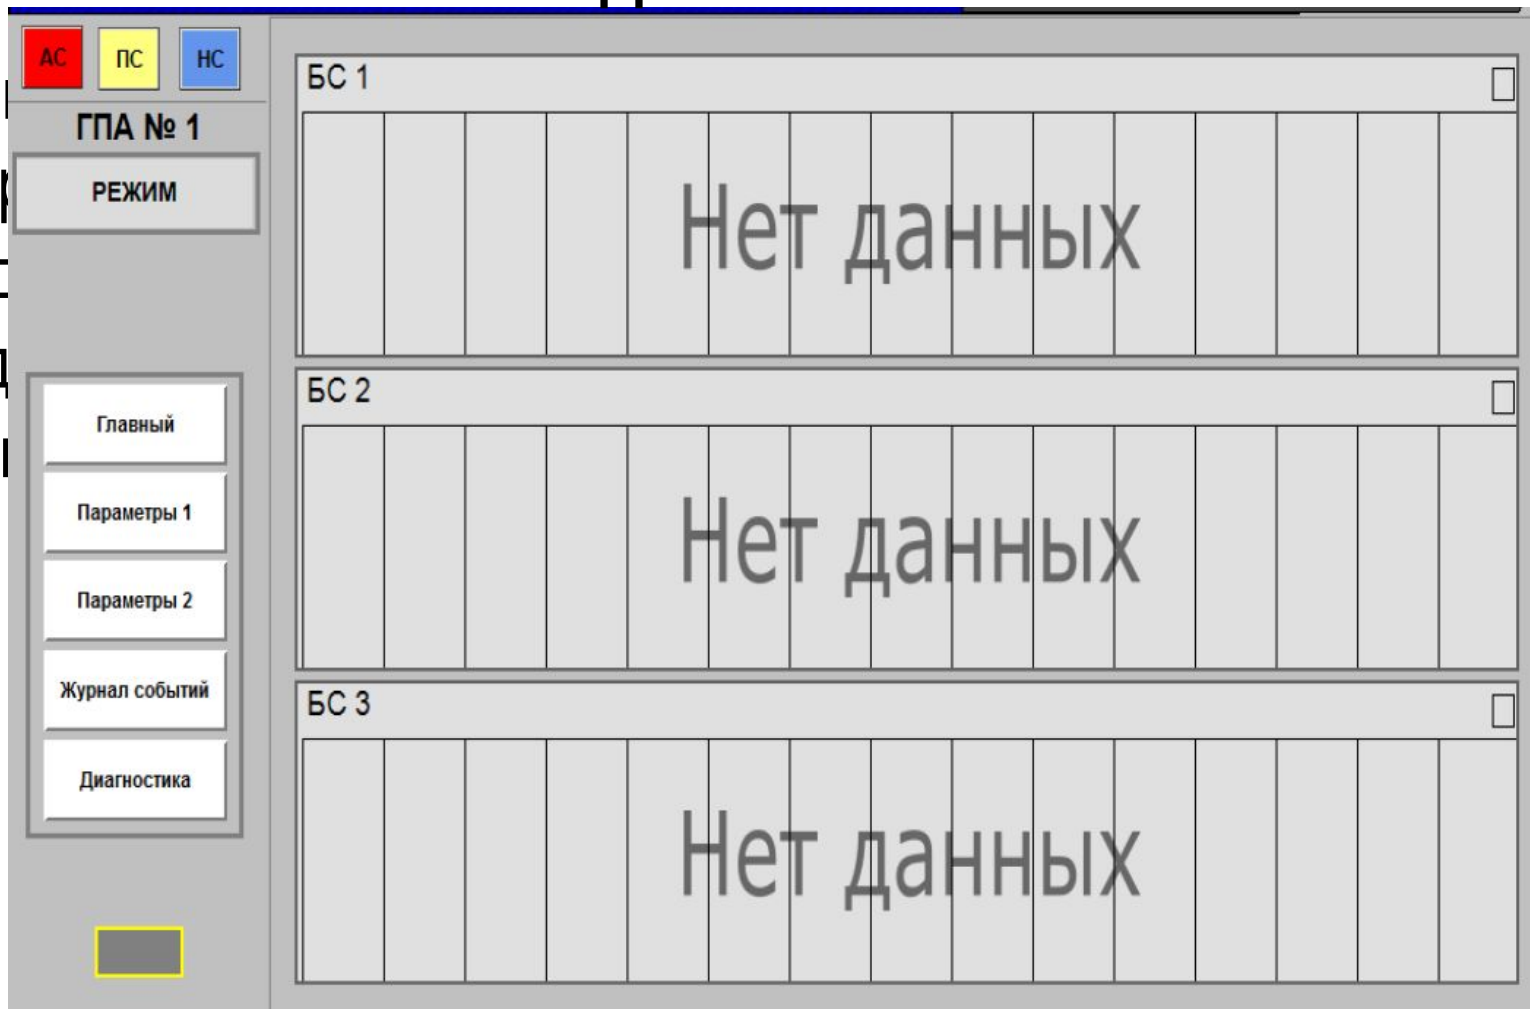 АС ПС НС
ГПА № 1
РЕЖИМ
Главный
Параметры 1
Параметры 2
Журнал событий
Диагностика
БС 1
Нет данных
БС 2
Нет данных
БС 3
Нет данных